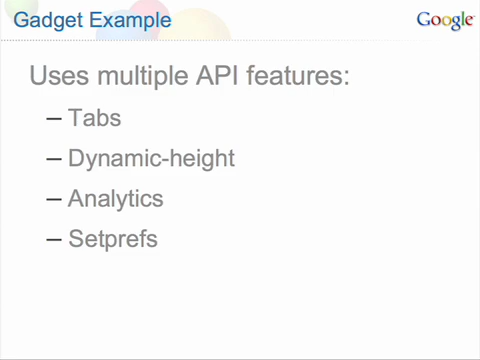 Gadget Example
Google
Uses multiple API features:
– Tabs
– Dynamic-height
– Analytics
– Setprefs